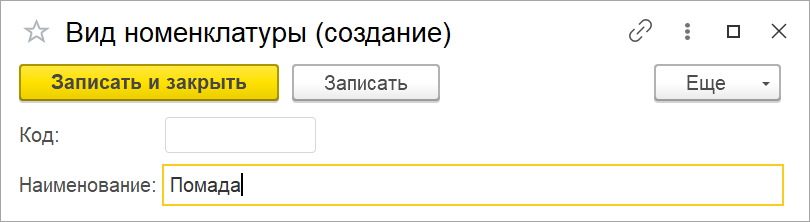 Вид номенклатуры (создание)
Записать и закрыть Записать Еще
Код:
Наименование: Помада